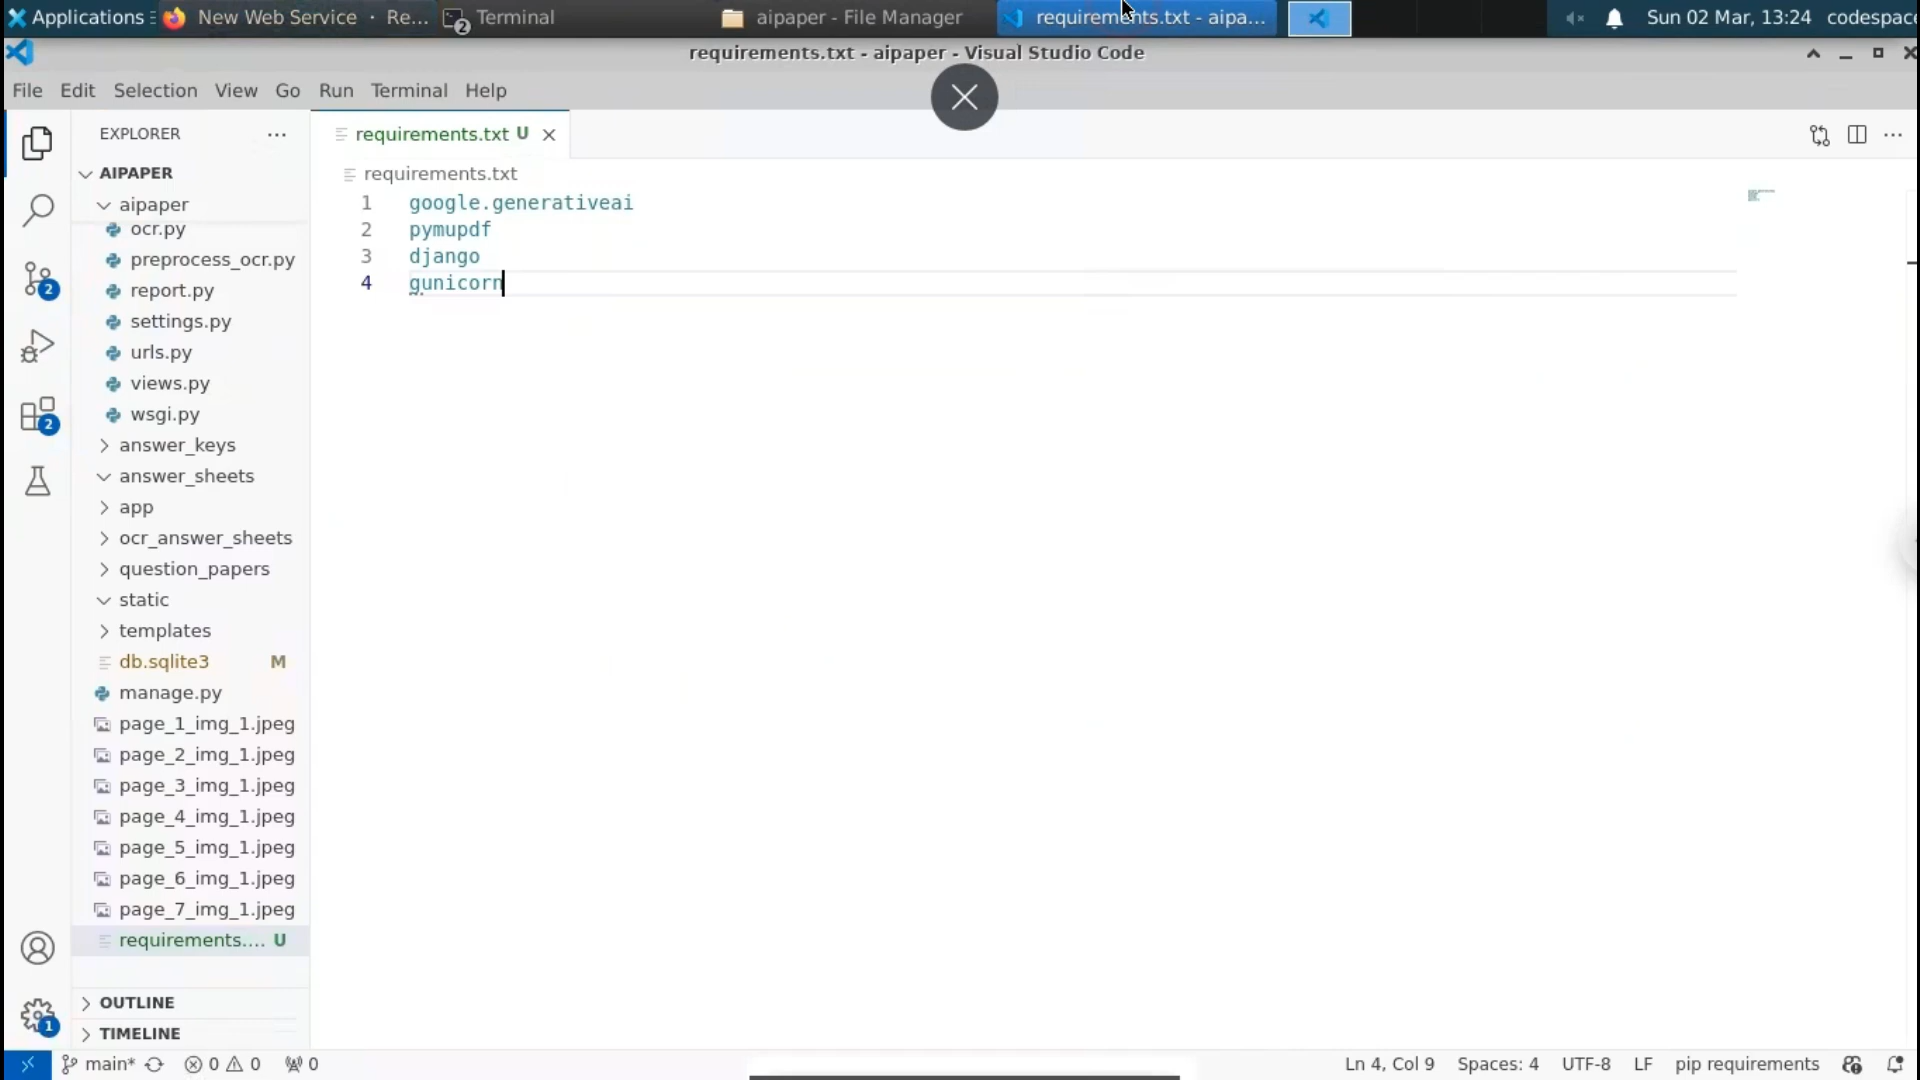 Applications
New Web Service · Re...
2
Terminal
aipaper - File Manager
requirements.txt - aipa...
Sun 02 Mar, 13:24
requirements.txt - aipaper - Visual Studio Code
File Edit Selection View Go Run Terminal Help
EXPLORER
requirements.txt U
AIPAPER
requirements.txt
aipaper
ocr.py
preprocess_ocr.py
report.py
settings.py
urls.py
views.py
wsgi.py
answer_keys
answer_sheets
app
ocr_answer_sheets
question_papers
static
templates
db.sqlite3 M
manage.py
page_1_img_1.jpeg
page_2_img_1.jpeg
page_3_img_1.jpeg
page_4_img_1.jpeg
page_5_img_1.jpeg
page_6_img_1.jpeg
page_7_img_1.jpeg
requirements.... U
OUTLINE
TIMELINE
2
2
1
1 google.generativeai
2 pymupdf
3 django
4 gunicorn
main* 0 0 0
Ln 4, Col 9 Spaces: 4 UTF-8 LF pip requirements